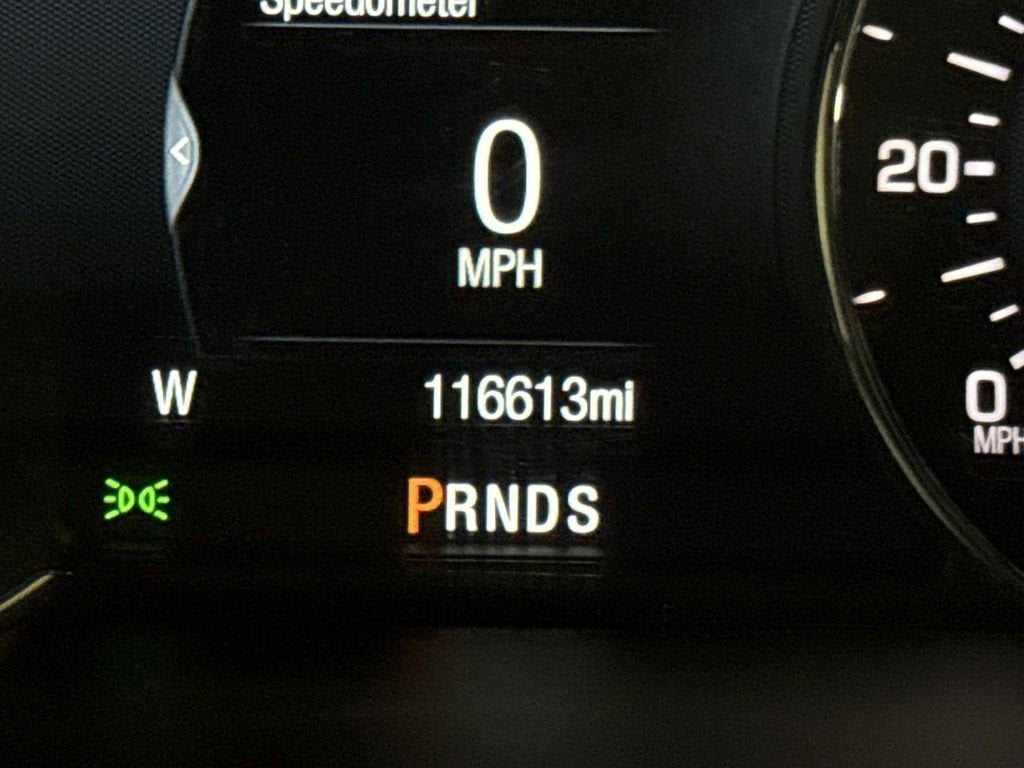 Speedometer
0
MPH
20
W 116613mi
0
MPH
PRNDS